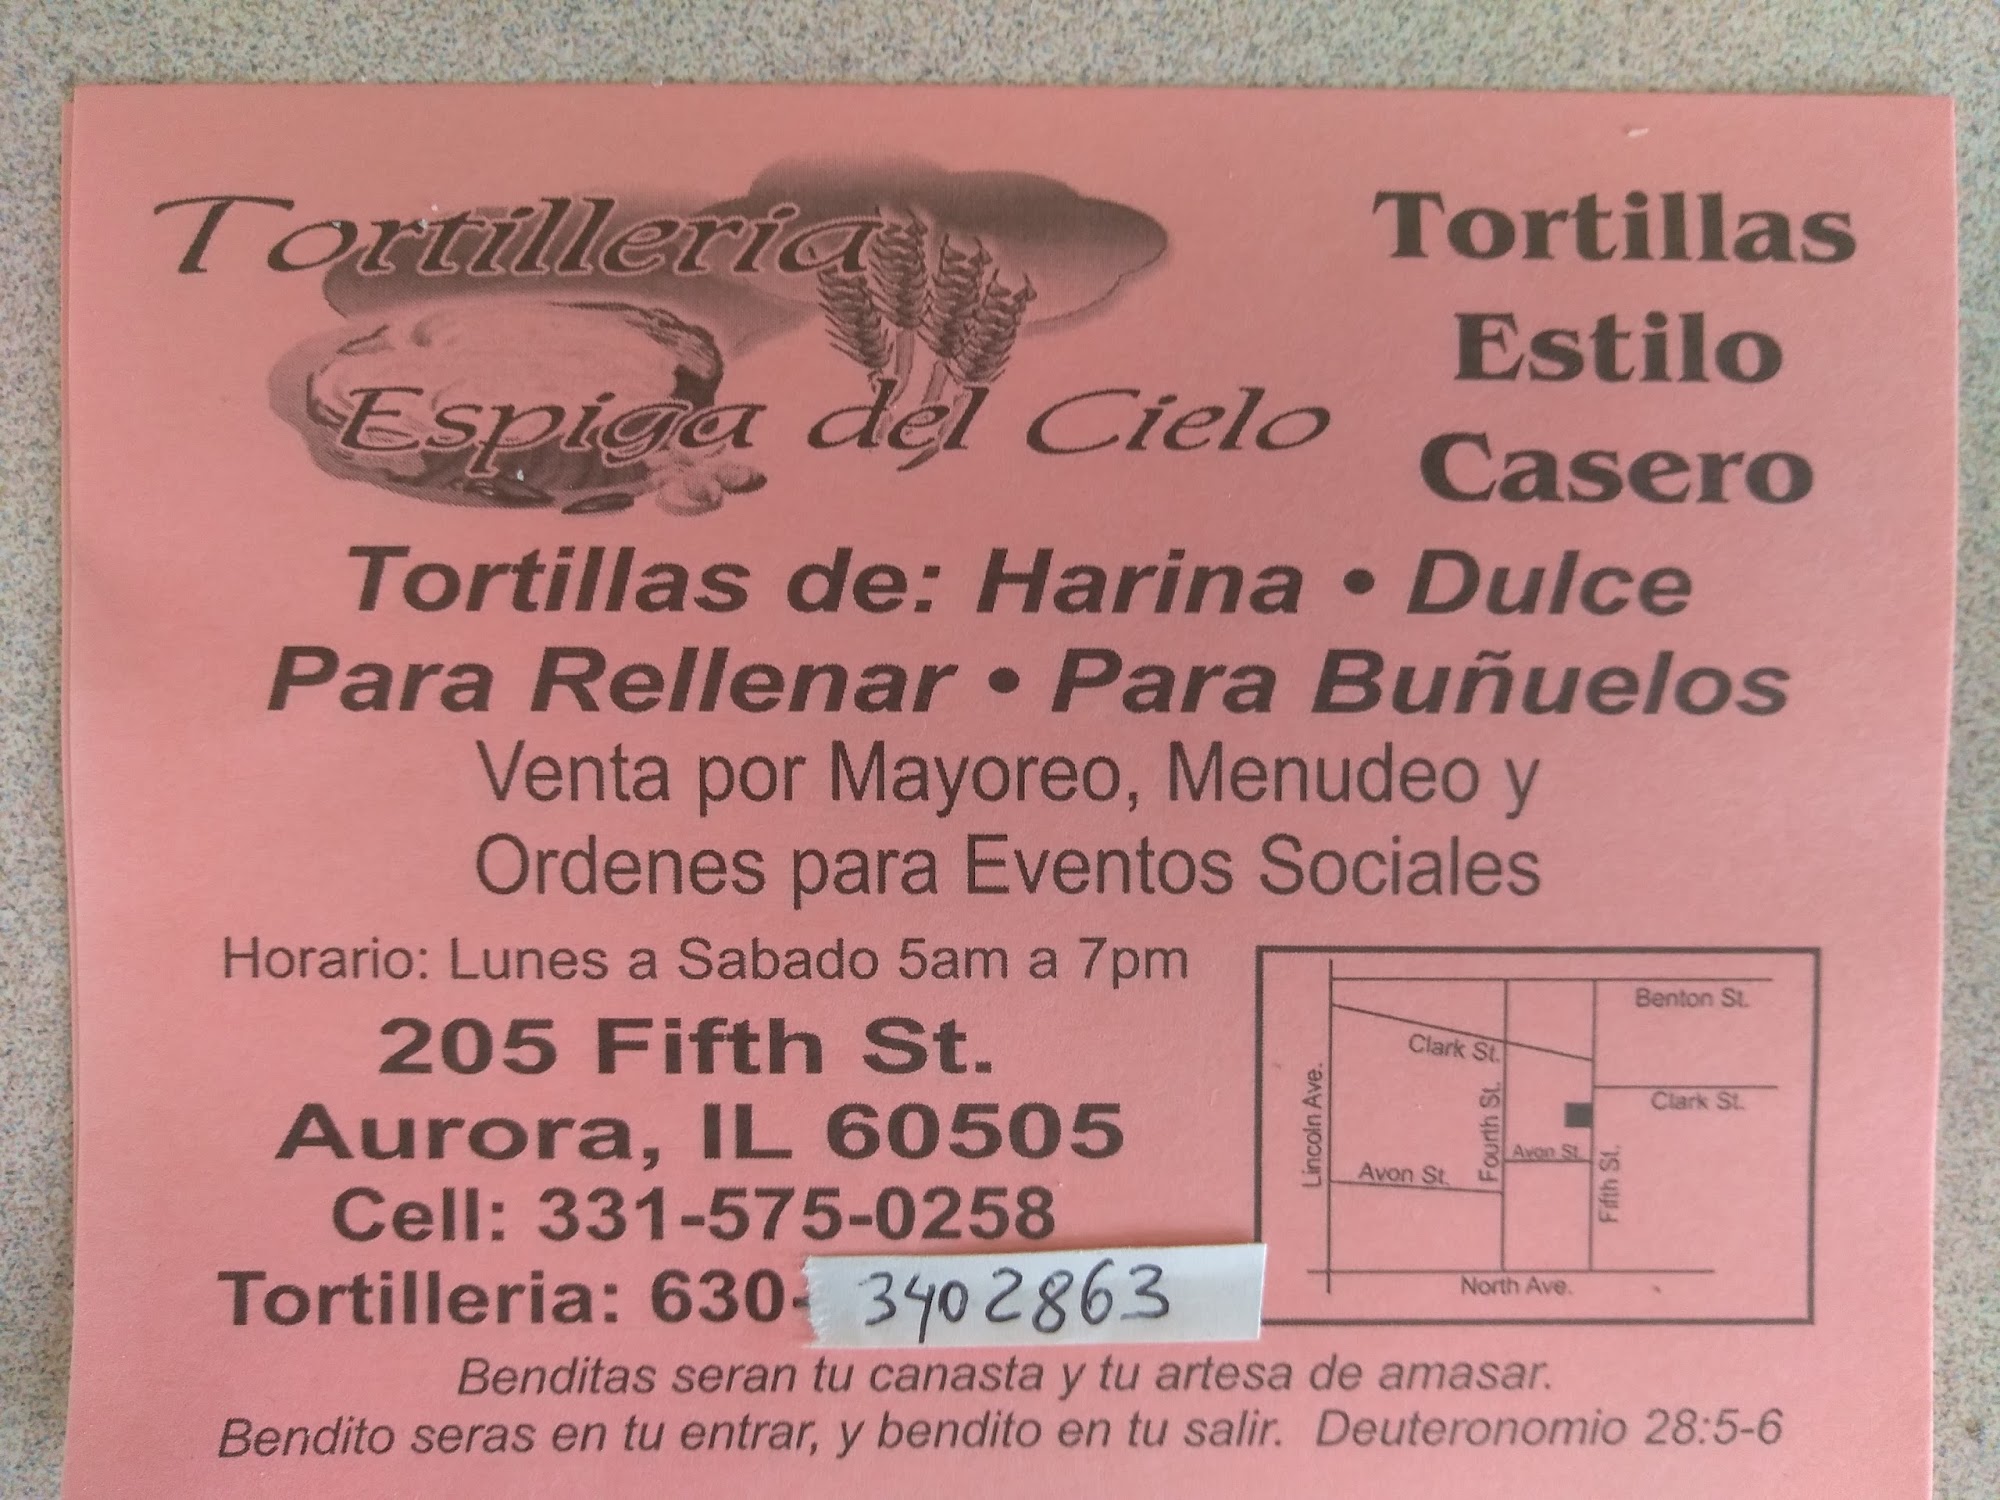 Tortilleria
Espiga del Cielo
Tortillas
Estilo
Casero
Tortillas de: Harina • Dulce
Para Rellenar • Para Buñuelos
Venta por Mayoreo, Menudeo y
Ordenes para Eventos Sociales
Horario: Lunes a Sabado 5am a 7pm
205 Fifth St.
Aurora, IL 60505
Cell: 331-575-0258
Tortilleria: 630-3402863
Benton St.
Clark St.
Clark St.
Lincoln Ave.
Fourth St.
Avon St.
Avon St.
Fifth St.
North Ave.
Benditas seran tu canasta y tu artesa de amasar.
Bendito seras en tu entrar, y bendito en tu salir. Deuteronomio 28:5-6